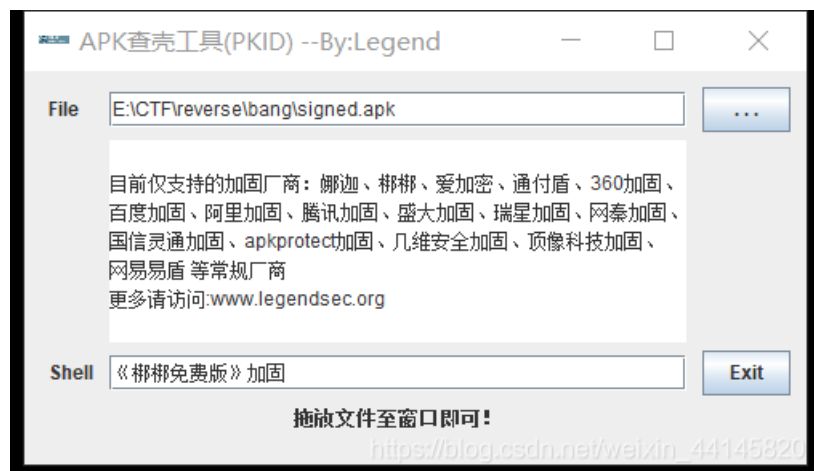 APK查壳工具(PKID) --By:Legend
File
E:\CTF\reverse\bang\signed.apk
...
目前仅支持的加固厂商：娜迦、梆梆、爱加密、通付盾、360加固、
百度加固、阿里加固、腾讯加固、盛大加固、瑞星加固、网秦加固、
国信灵通加固、apkprotect加固、几维安全加固、顶像科技加固、
网易易盾 等常规厂商
更多请访问:www.legendsec.org
Shell
《梆梆免费版》加固
Exit
拖放文件至窗口即可！
https://blog.csdn.net/weixin_44145820